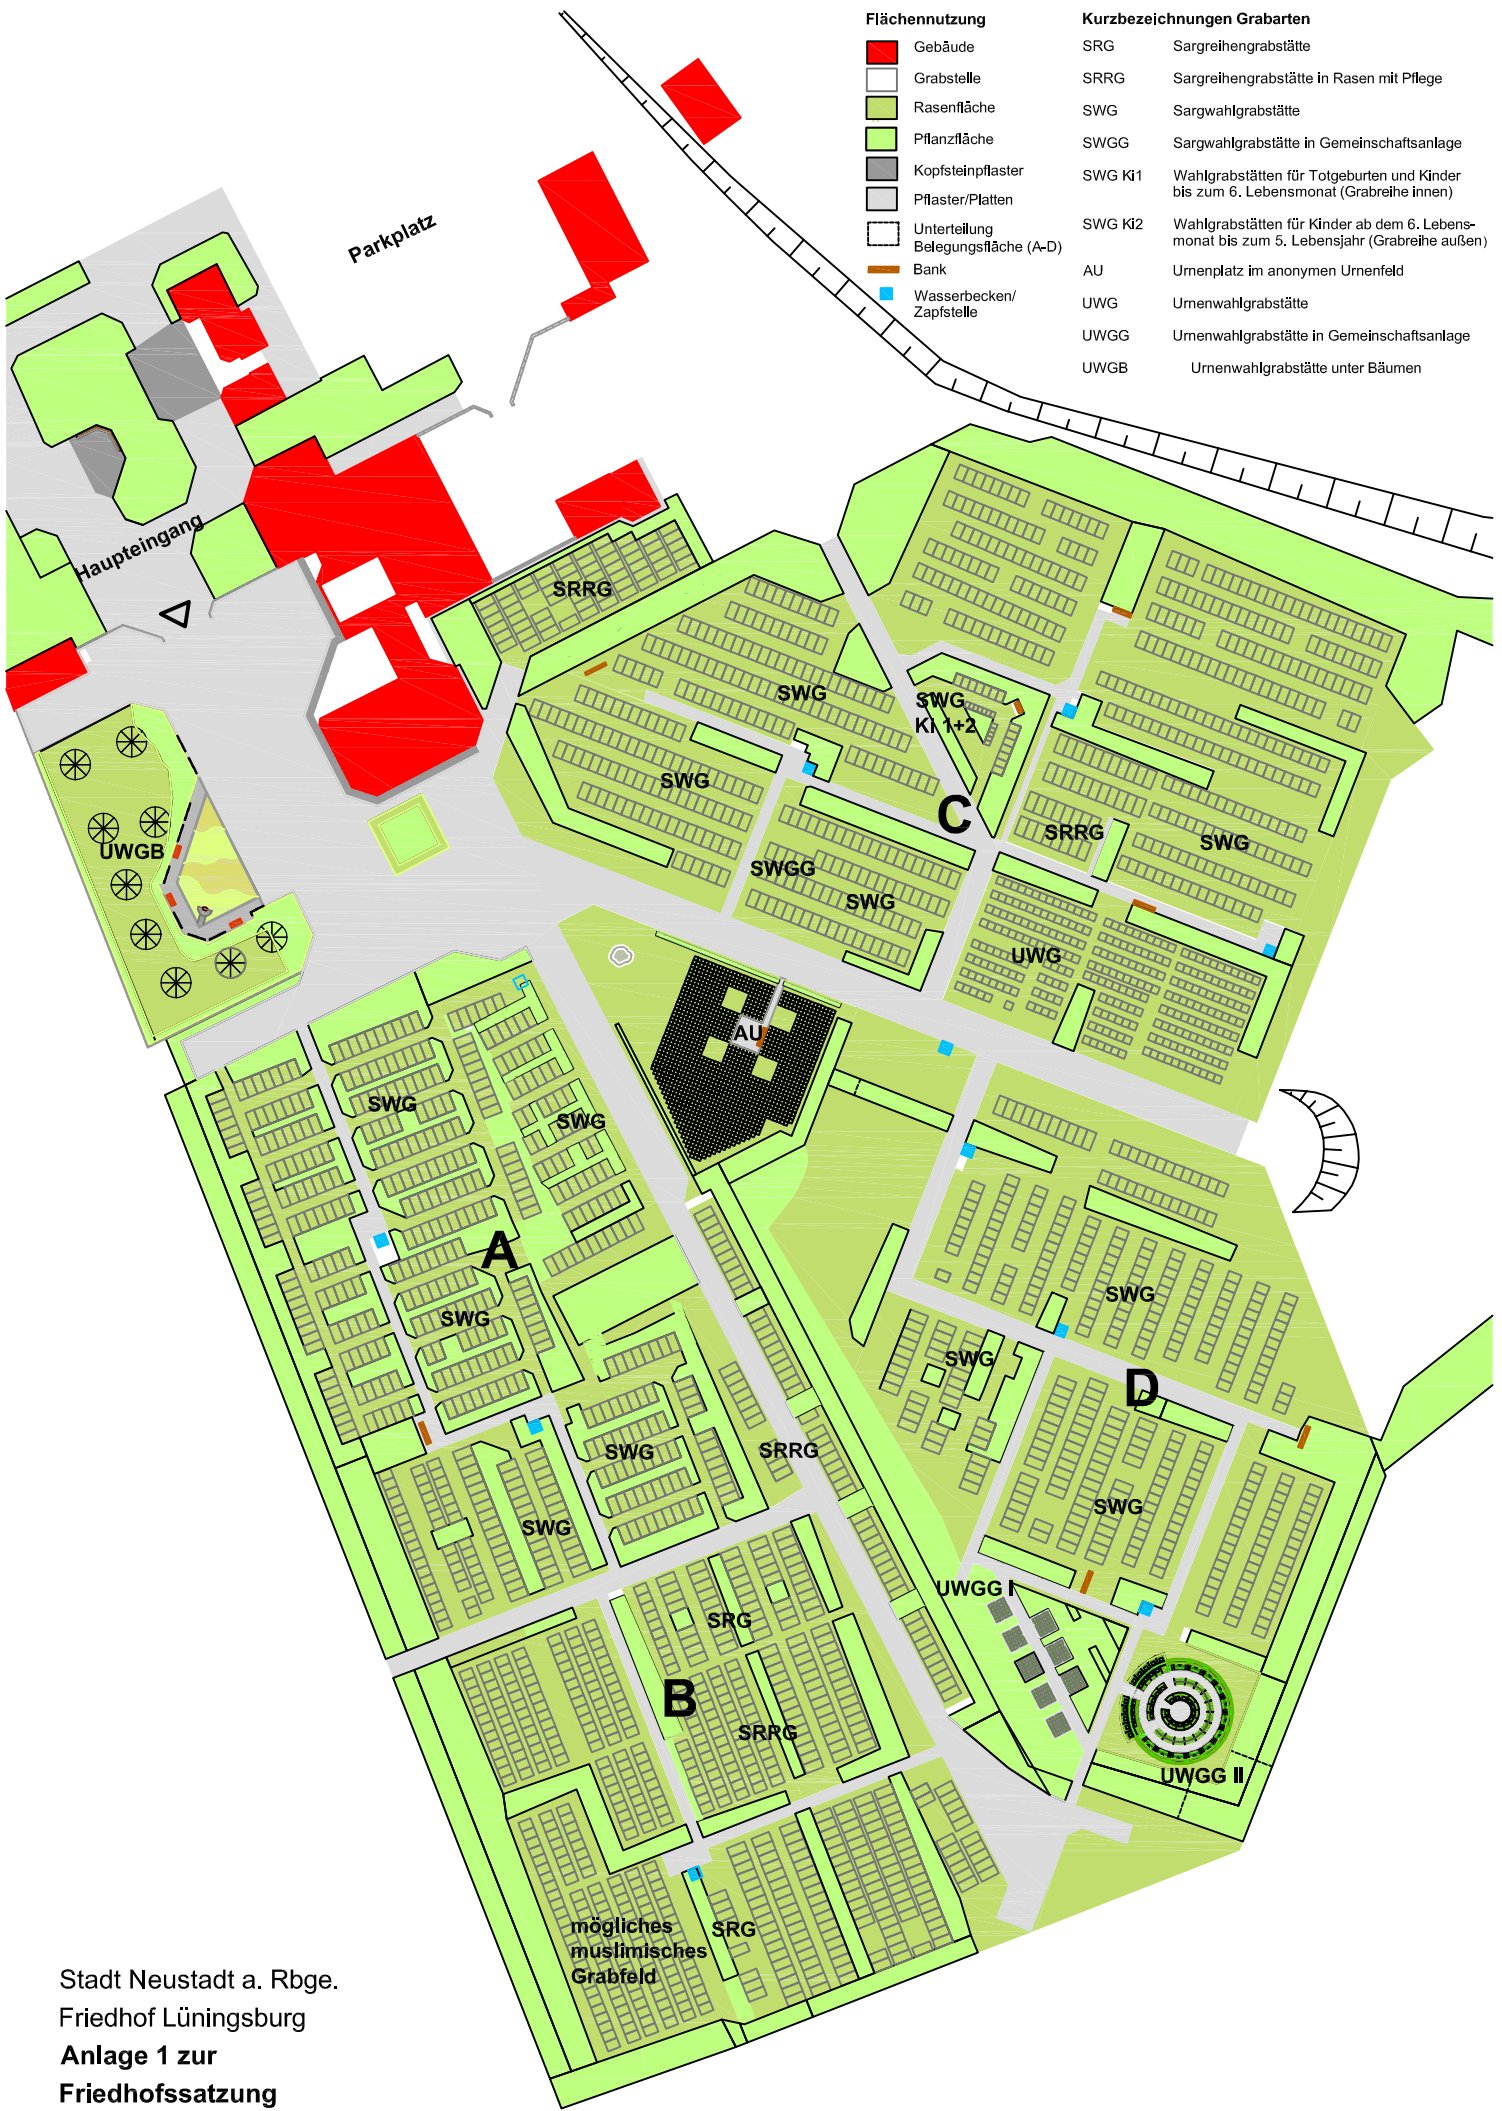 Flächennutzung
Gebäude
Grabstelle
Rasenfläche
Pflanzfläche
Kopfsteinpflaster
Pflaster/Platten
Unterteilung
Belegungsfläche (A-D)
Bank
Wasserbecken/
Zapfstelle
Kurzbezeichnungen Grabarten
SRG Sargreihengrabstätte
SRRG Sargreihengrabstätte in Rasen mit Pflege
SWG Sargwahlgrabstätte
SWGG Sargwahlgrabstätte in Gemeinschaftsanlage
SWG Ki1 Wahlgrabstätten für Totgeburten und Kinder
bis zum 6. Lebensmonat (Grabreihe innen)
SWG Ki2 Wahlgrabstätten für Kinder ab dem 6. Lebens-
monat bis zum 5. Lebensjahr (Grabreihe außen)
AU Urnenplatz im anonymen Urnenfeld
UWG Urnenwahlgrabstätte
UWGG Urnenwahlgrabstätte in Gemeinschaftsanlage
UWGB Urnenwahlgrabstätte unter Bäumen
Parkplatz
Haupteingang
SRRG
SWG
SWG
Ki 1+2
SWG
C
SRRG
SWG
UWGB
SWGG
SWG
UWG
AU
SWG
SWG
A
SWG
SWG
SWG
D
SWG
SRRG
SWG
SWG
UWGG I
SRG
B
SRRG
UWGG II
mögliches
muslimisches
Grabfeld
SRG
Stadt Neustadt a. Rbge.
Friedhof Lüningsburg
Anlage 1 zur
Friedhofssatzung